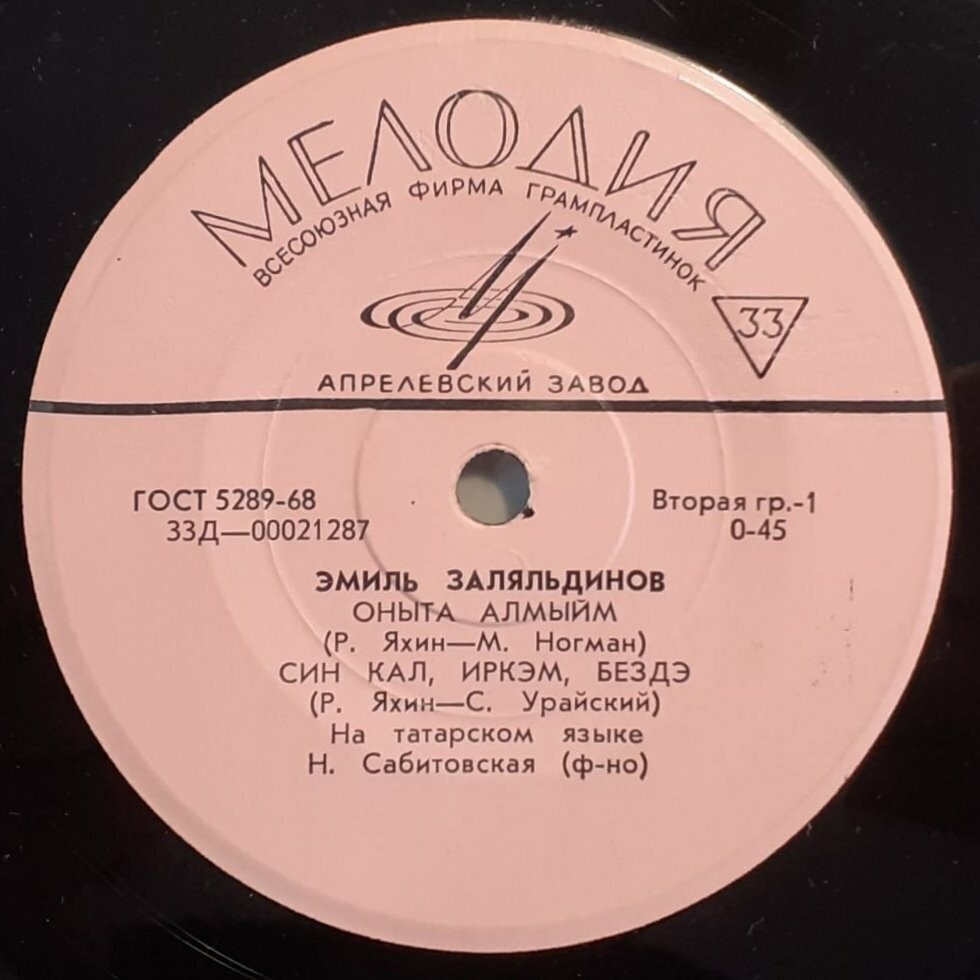 МЕЛОДИЯ
ВСЕСОЮЗНАЯ ФИРМА ГРАМПЛАСТИНОК
33
АПРЕЛЕВСКИЙ ЗАВОД
ГОСТ 5289-68
Вторая гр.-1
33Д—00021287
0-45
ЭМИЛЬ ЗАЛЯЛЬДИНОВ
ОНЫТА АЛМЫЙМ
(Р. Яхин—М. Ногман)
СИН КАЛ, ИРКЭМ, БЕЗДЭ
(Р. Яхин—С. Урайский)
На татарском языке
Н. Сабитовская (ф-но)